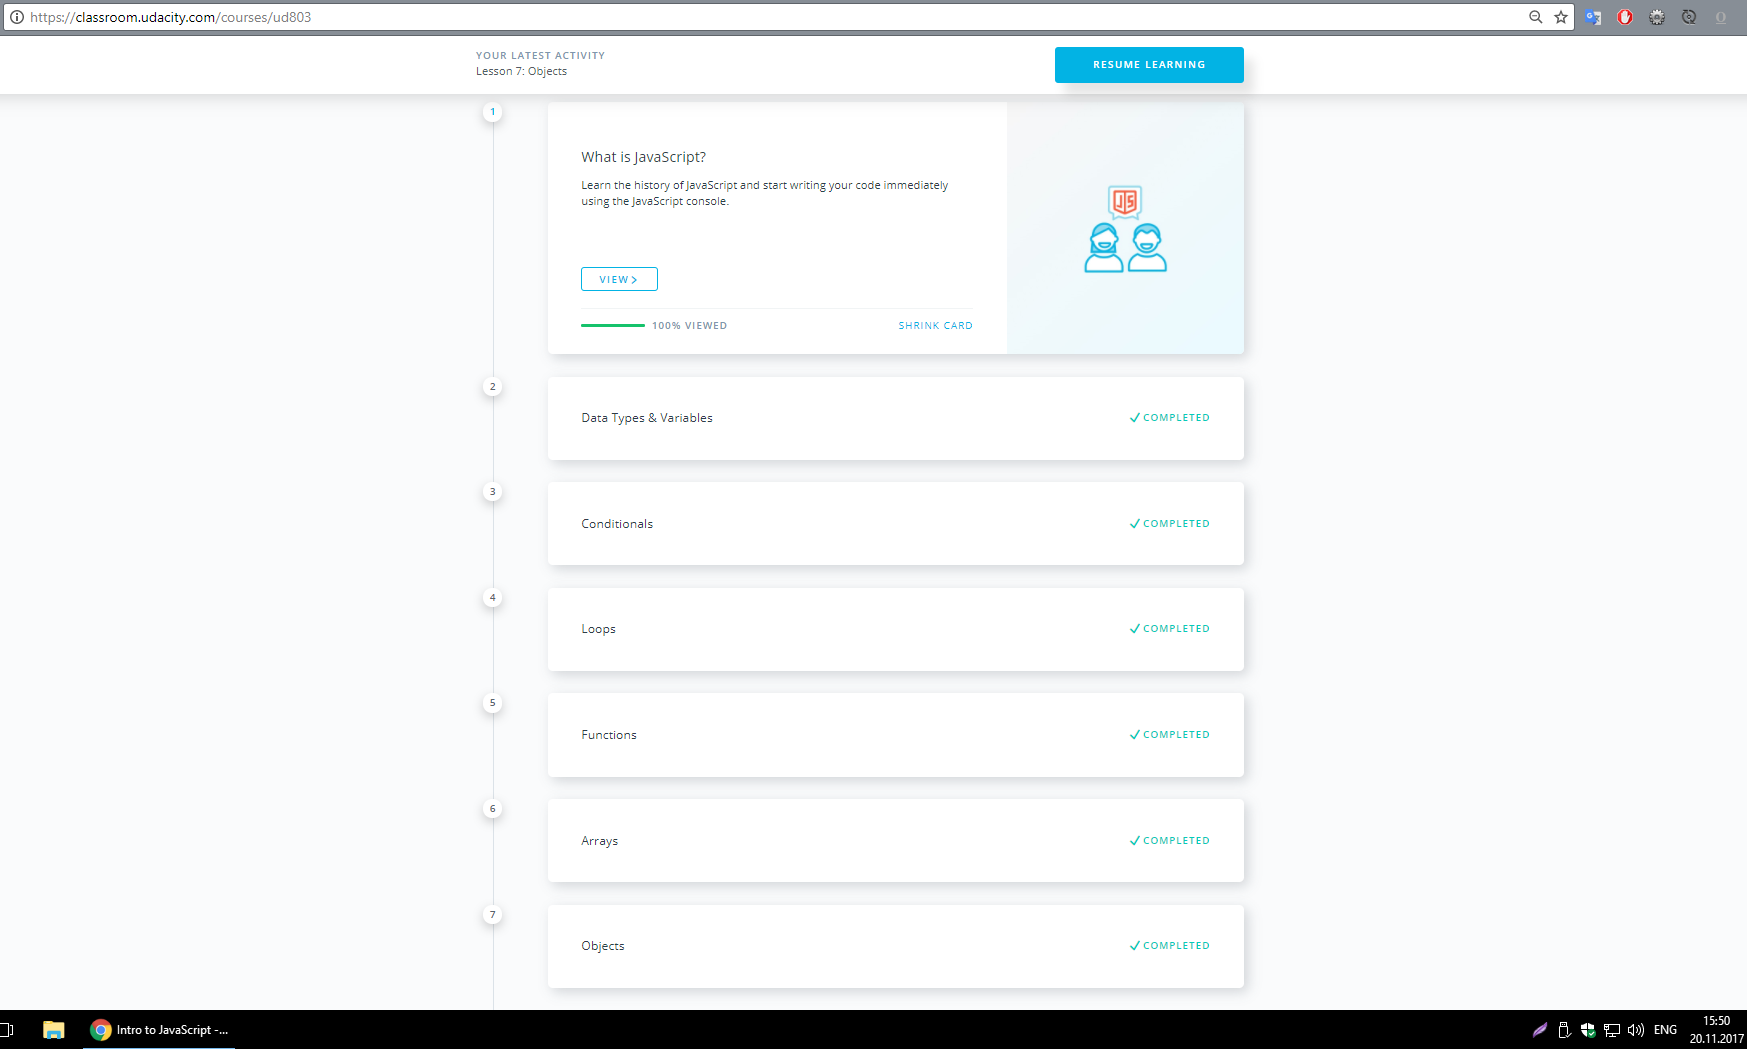 https://classroom.udacity.com/courses/ud803
YOUR LATEST ACTIVITY
Lesson 7: Objects
RESUME LEARNING
1
What is JavaScript?
Learn the history of JavaScript and start writing your code immediately
using the JavaScript console.
JS
VIEW
100% VIEWED
SHRINK CARD
2
Data Types & Variables
COMPLETED
3
Conditionals
COMPLETED
4
Loops
COMPLETED
5
Functions
COMPLETED
6
Arrays
COMPLETED
7
Objects
COMPLETED
Intro to JavaScript -...
ENG
15:50
20.11.2017